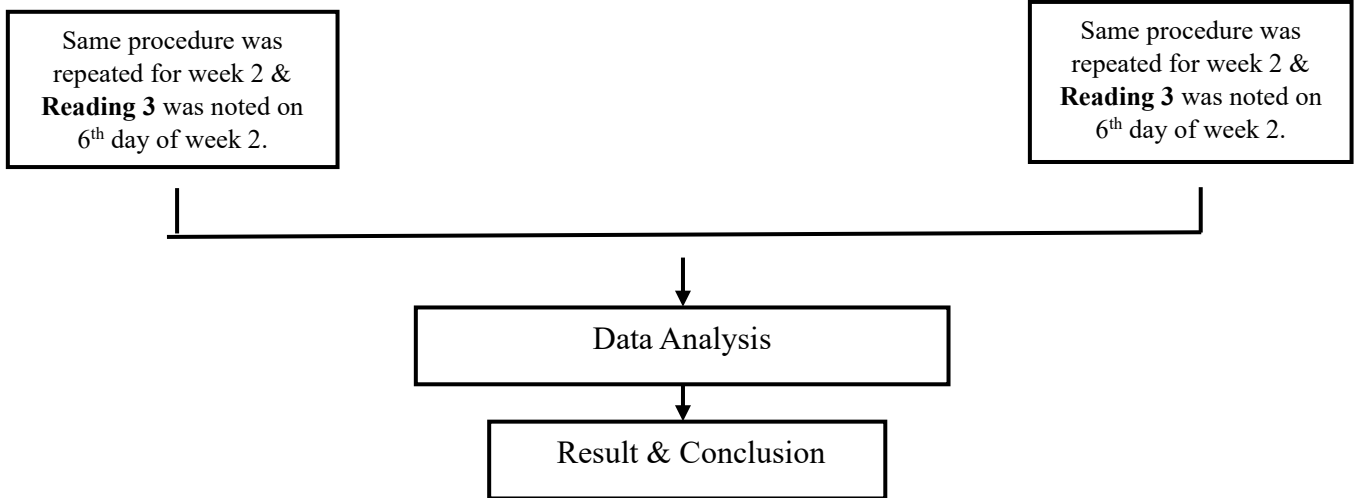 Same procedure was
repeated for week 2 &
Reading 3 was noted on
6th day of week 2.
Same procedure was
repeated for week 2 &
Reading 3 was noted on
6th day of week 2.
Data Analysis
Result & Conclusion